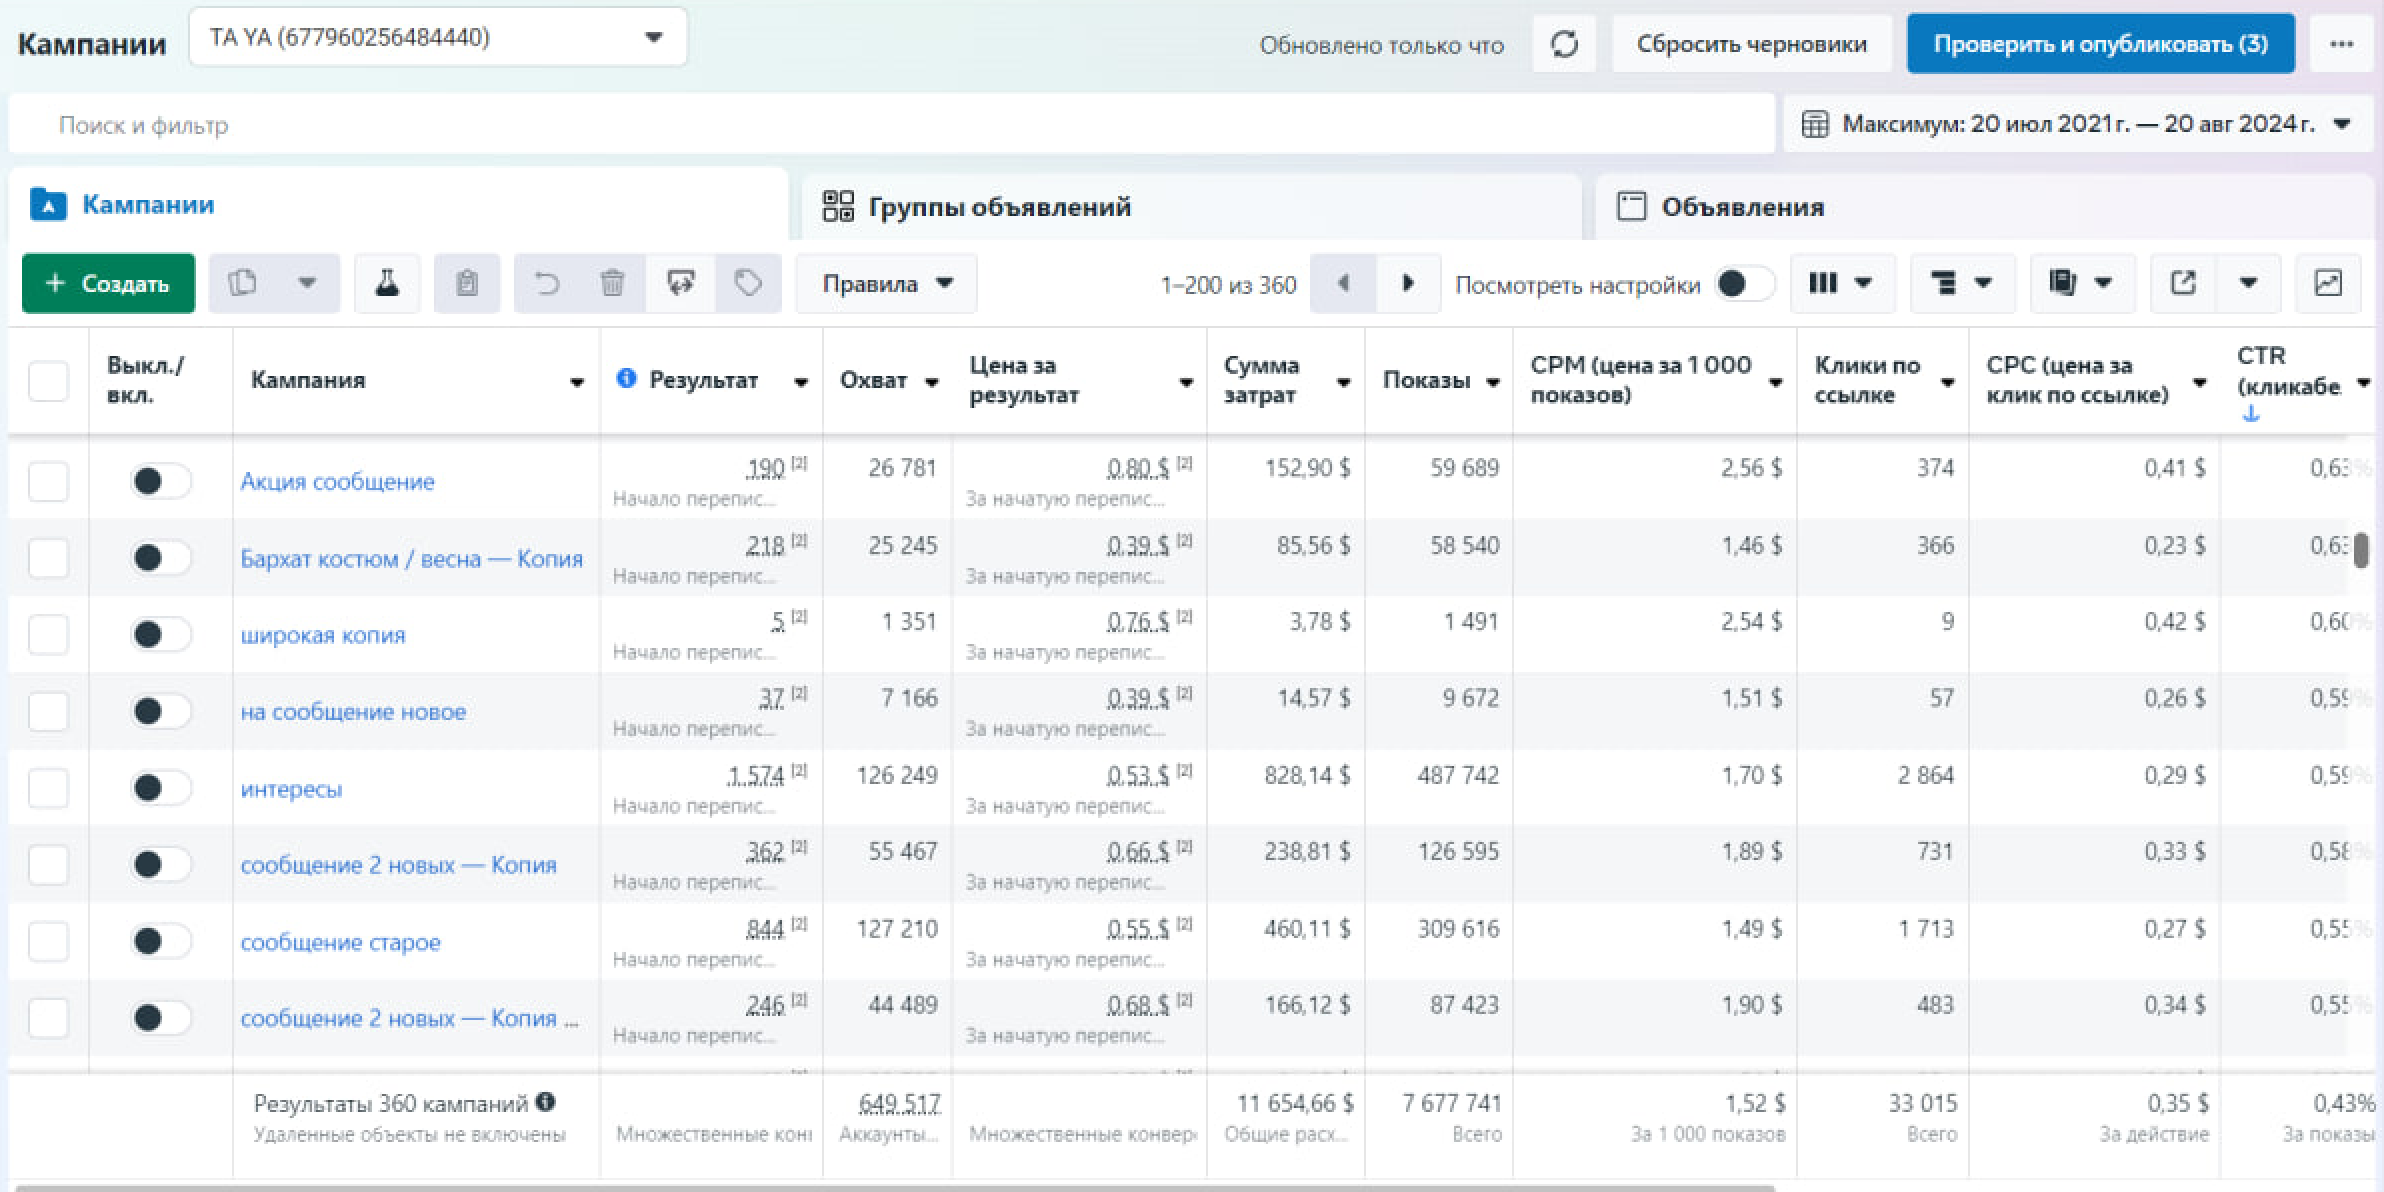 Кампании TA YA (677960256484440) Обновлено только что Сбросить черновики Проверить и опубликовать (3)
Поиск и фильтр Максимум: 20 июл 2021 г. — 20 авг 2024 г.
Кампании Группы объявлений Объявления
+ Создать Правила 1–200 из 360 Посмотреть настройки
Выкл./ вкл. Кампания Результат Охват Цена за результат Сумма затрат Показы CPM (цена за 1 000 показов) Клики по ссылке CPC (цена за клик по ссылке) CTR (кликабе
Акция сообщение 190 [2] 26 781 0,80 $ [2] 152,90 $ 59 689 2,56 $ 374 0,41 $ 0,63%
Начало перепис... За начатую перепис...
Бархат костюм / весна — Копия 218 [2] 25 245 0,39 $ [2] 85,56 $ 58 540 1,46 $ 366 0,23 $ 0,63
Начало перепис... За начатую перепис...
широкая копия 5 [2] 1 351 0,76 $ [2] 3,78 $ 1 491 2,54 $ 9 0,42 $ 0,60%
Начало перепис... За начатую перепис...
на сообщение новое 37 [2] 7 166 0,39 $ [2] 14,57 $ 9 672 1,51 $ 57 0,26 $ 0,59%
Начало перепис... За начатую перепис...
интересы 1 574 [2] 126 249 0,53 $ [2] 828,14 $ 487 742 1,70 $ 2 864 0,29 $ 0,59%
Начало перепис... За начатую перепис...
сообщение 2 новых — Копия 362 [2] 55 467 0,66 $ [2] 238,81 $ 126 595 1,89 $ 731 0,33 $ 0,58%
Начало перепис... За начатую перепис...
сообщение старое 844 [2] 127 210 0,55 $ [2] 460,11 $ 309 616 1,49 $ 1 713 0,27 $ 0,55%
Начало перепис... За начатую перепис...
сообщение 2 новых — Копия ... 246 [2] 44 489 0,68 $ [2] 166,12 $ 87 423 1,90 $ 483 0,34 $ 0,55%
Начало перепис... За начатую перепис...
Результаты 360 кампаний 649 517 11 654,66 $ 7 677 741 1,52 $ 33 015 0,35 $ 0,43%
Удаленные объекты не включены Множественные кон Аккаунты... Множественные конвер Общие расх... Всего За 1 000 показов Всего За действие За показы